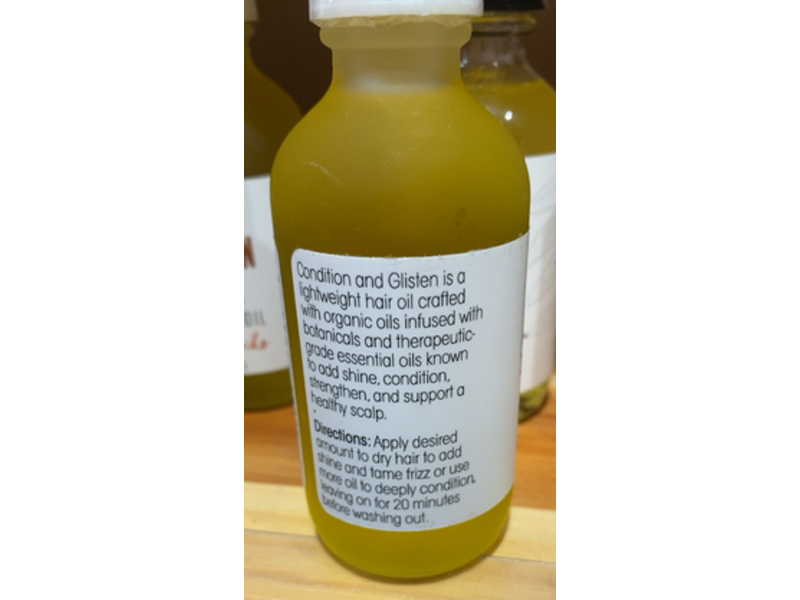 Condition and Glisten is a
lightweight hair oil crafted
with organic oils infused with
botanicals and therapeutic-
grade essential oils known
to add shine, condition,
strengthen, and support a
healthy scalp.
Directions: Apply desired
amount to dry hair to add
shine and tame frizz or use
more oil to deeply condition,
leaving on for 20 minutes
before washing out.
OIL